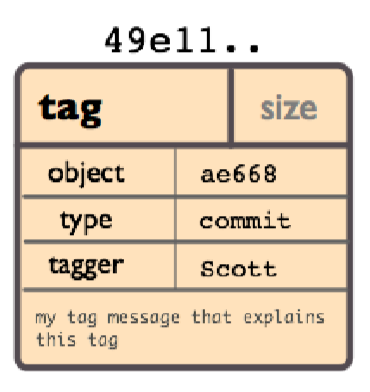 49e11..
tag size
object ae668
type commit
tagger Scott
my tag message that explains
this tag